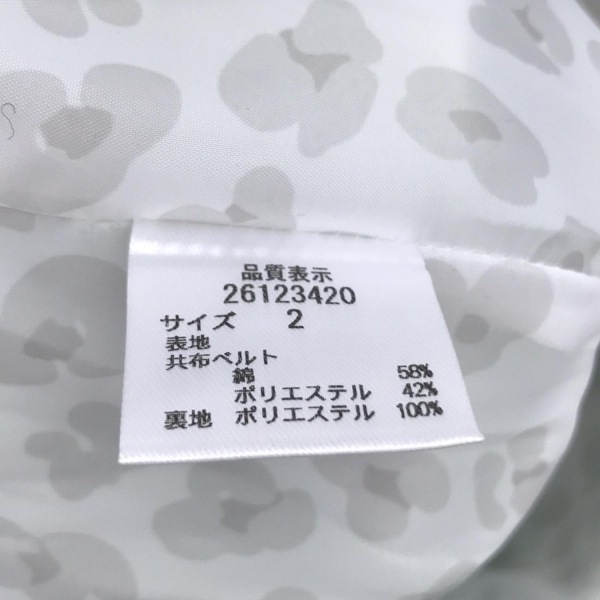 品質表示
26123420
サイズ 2
表地
共布ベルト
綿 58%
ポリエステル 42%
裏地 ポリエステル 100%